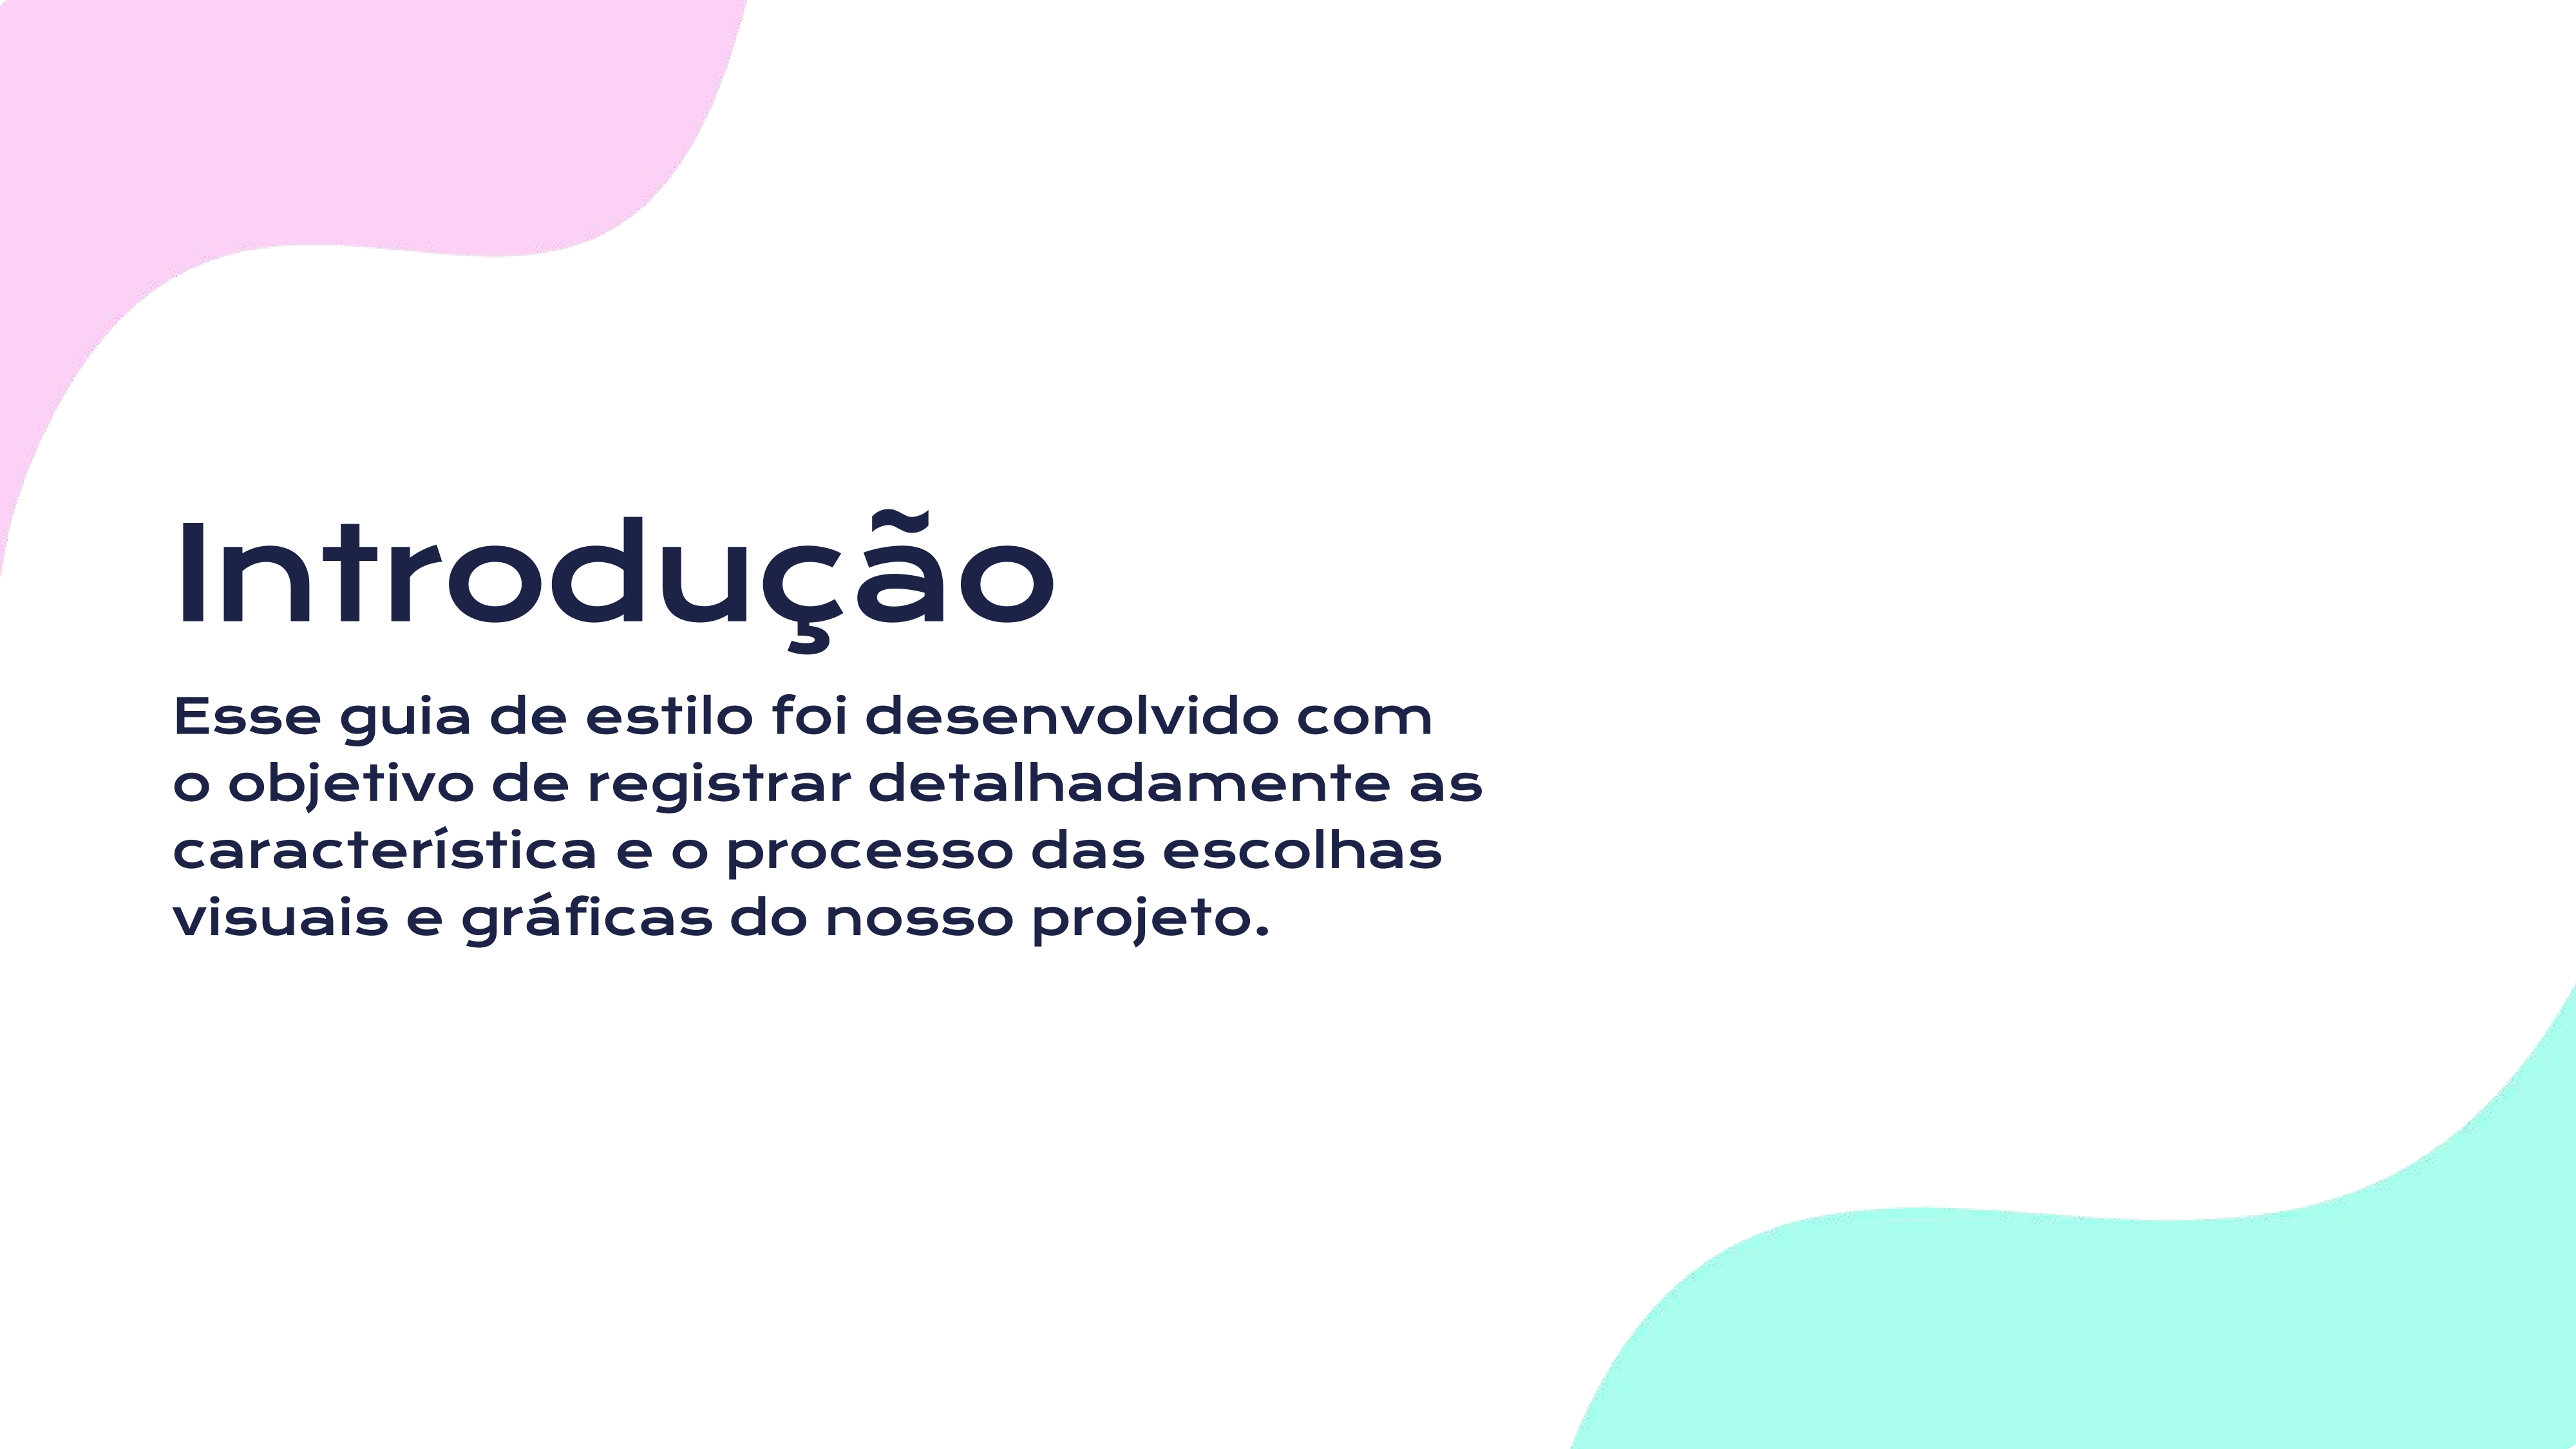 Introdução
Esse guia de estilo foi desenvolvido com
o objetivo de registrar detalhadamente as
característica e o processo das escolhas
visuais e gráficas do nosso projeto.